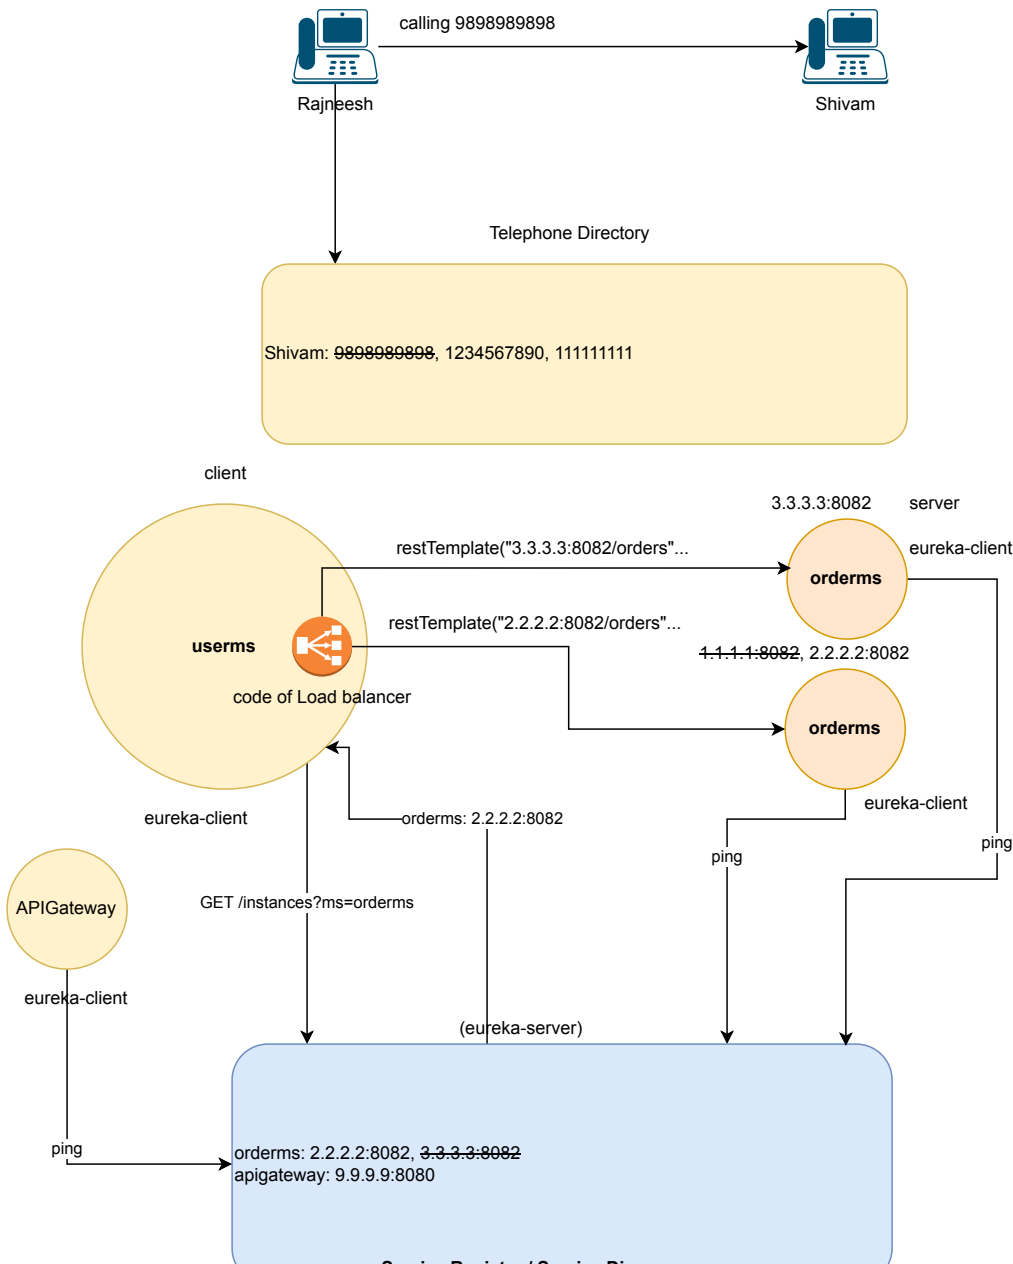 calling 9898989898
Rajneesh
Shivam
Telephone Directory
Shivam: 9898989898, 1234567890, 111111111
client
3.3.3.3:8082
server
restTemplate("3.3.3.3:8082/orders"...
eureka-client
orderms
restTemplate("2.2.2.2:8082/orders"...
userms
1.1.1.1:8082, 2.2.2.2:8082
code of Load balancer
orderms
eureka-client
eureka-client
orderms: 2.2.2.2:8082
ping
ping
GET /instances?ms=orderms
APIGateway
eureka-client
(eureka-server)
ping
orderms: 2.2.2.2:8082, 3.3.3.3:8082
apigateway: 9.9.9.9:8080